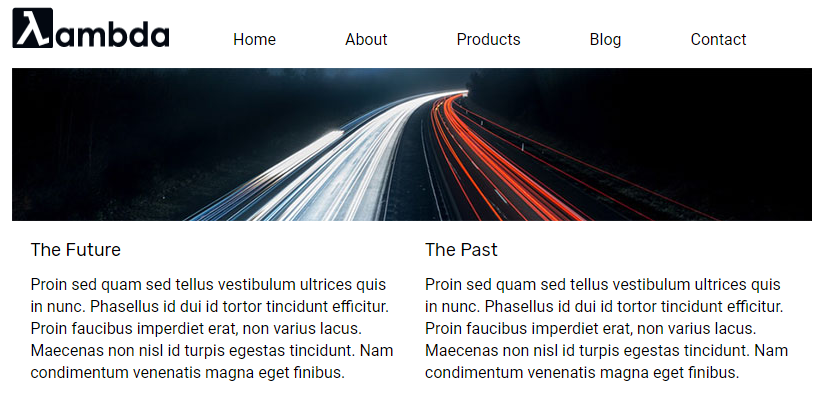 λambda
Home About Products Blog Contact
The Future
Proin sed quam sed tellus vestibulum ultrices quis
in nunc. Phasellus id dui id tortor tincidunt efficitur.
Proin faucibus imperdiet erat, non varius lacus.
Maecenas non nisl id turpis egestas tincidunt. Nam
condimentum venenatis magna eget finibus.
The Past
Proin sed quam sed tellus vestibulum ultrices quis
in nunc. Phasellus id dui id tortor tincidunt efficitur.
Proin faucibus imperdiet erat, non varius lacus.
Maecenas non nisl id turpis egestas tincidunt. Nam
condimentum venenatis magna eget finibus.